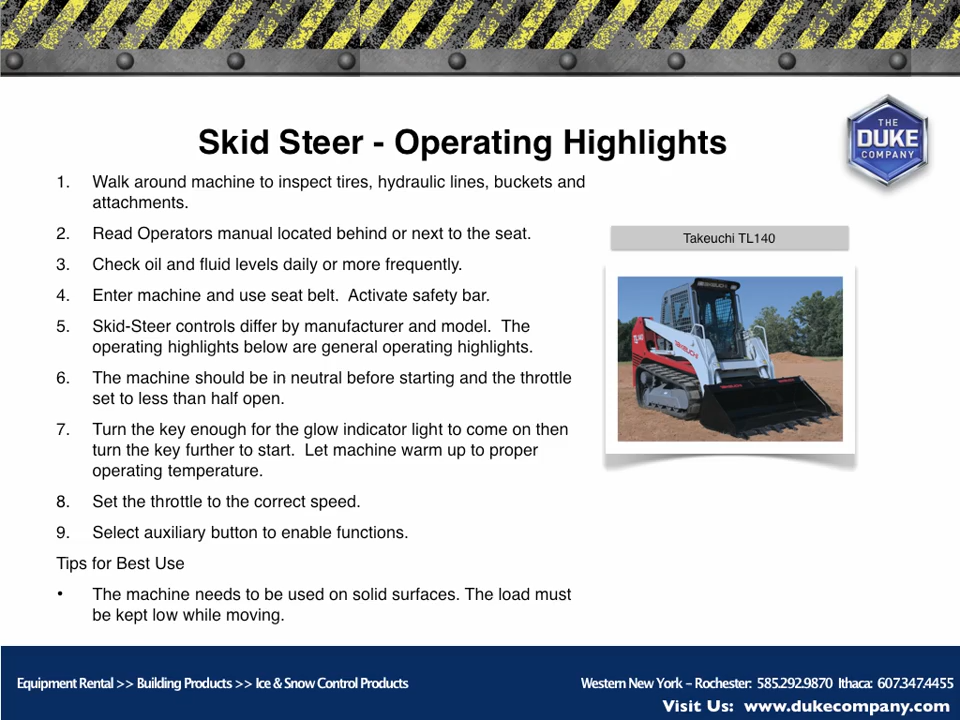 THE
DUKE
COMPANY
Skid Steer - Operating Highlights
1. Walk around machine to inspect tires, hydraulic lines, buckets and
attachments.
2. Read Operators manual located behind or next to the seat.
3. Check oil and fluid levels daily or more frequently.
4. Enter machine and use seat belt.  Activate safety bar.
5. Skid-Steer controls differ by manufacturer and model.  The
operating highlights below are general operating highlights.
6. The machine should be in neutral before starting and the throttle
set to less than half open.
7. Turn the key enough for the glow indicator light to come on then
turn the key further to start.  Let machine warm up to proper
operating temperature.
8. Set the throttle to the correct speed.
9. Select auxiliary button to enable functions.
Tips for Best Use
• The machine needs to be used on solid surfaces. The load must
be kept low while moving.
Takeuchi TL140
TAKEUCHI
Equipment Rental >> Building Products >> Ice & Snow Control Products
Western New York – Rochester:  585.292.9870  Ithaca:  607.347.4455
Visit Us:  www.dukecompany.com